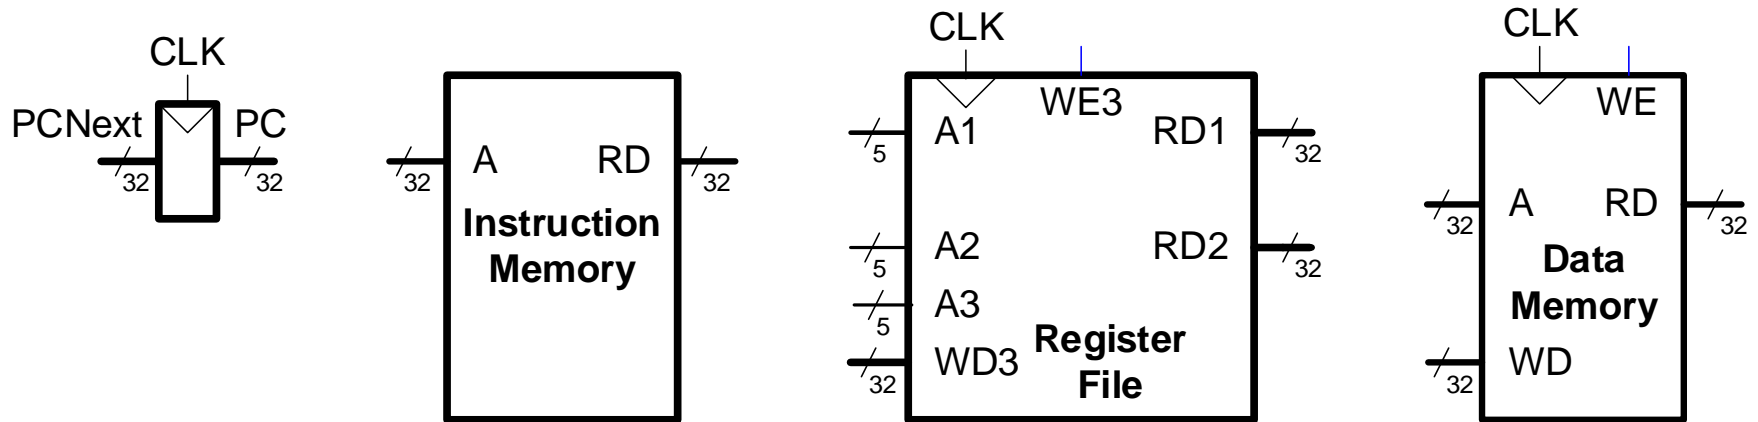 CLK
PCNext
PC
32
32
A
RD
32
32
Instruction
Memory
CLK
WE3
A1
RD1
5
32
A2
RD2
5
32
A3
5
WD3
32
Register
File
CLK
WE
A
RD
32
32
Data
Memory
WD
32